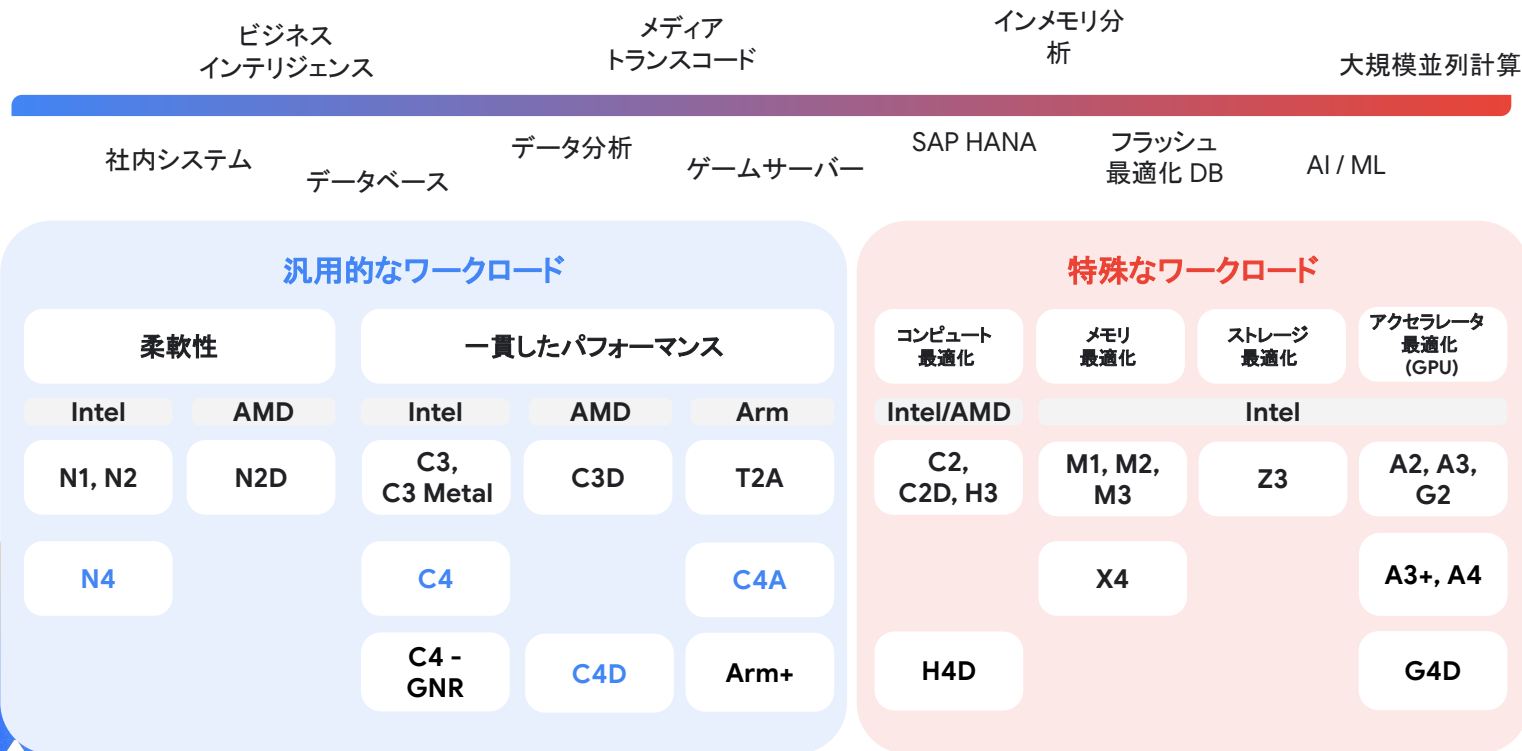 ビジネス
インテリジェンス
メディア
トランスコード
インメモリ分
析
大規模並列計算
社内システム
データベース
データ分析
ゲームサーバー
SAP HANA
フラッシュ
最適化 DB
AI / ML
汎用的なワークロード
特殊なワークロード
柔軟性
一貫したパフォーマンス
コンピュート
最適化
メモリ
最適化
ストレージ
最適化
アクセラレータ
最適化
(GPU)
Intel
AMD
Intel
AMD
Arm
Intel/AMD
Intel
N1, N2
N2D
C3,
C3 Metal
C3D
T2A
C2,
C2D, H3
M1, M2,
M3
Z3
A2, A3,
G2
N4
C4
C4A
X4
A3+, A4
C4 -
GNR
C4D
Arm+
H4D
G4D